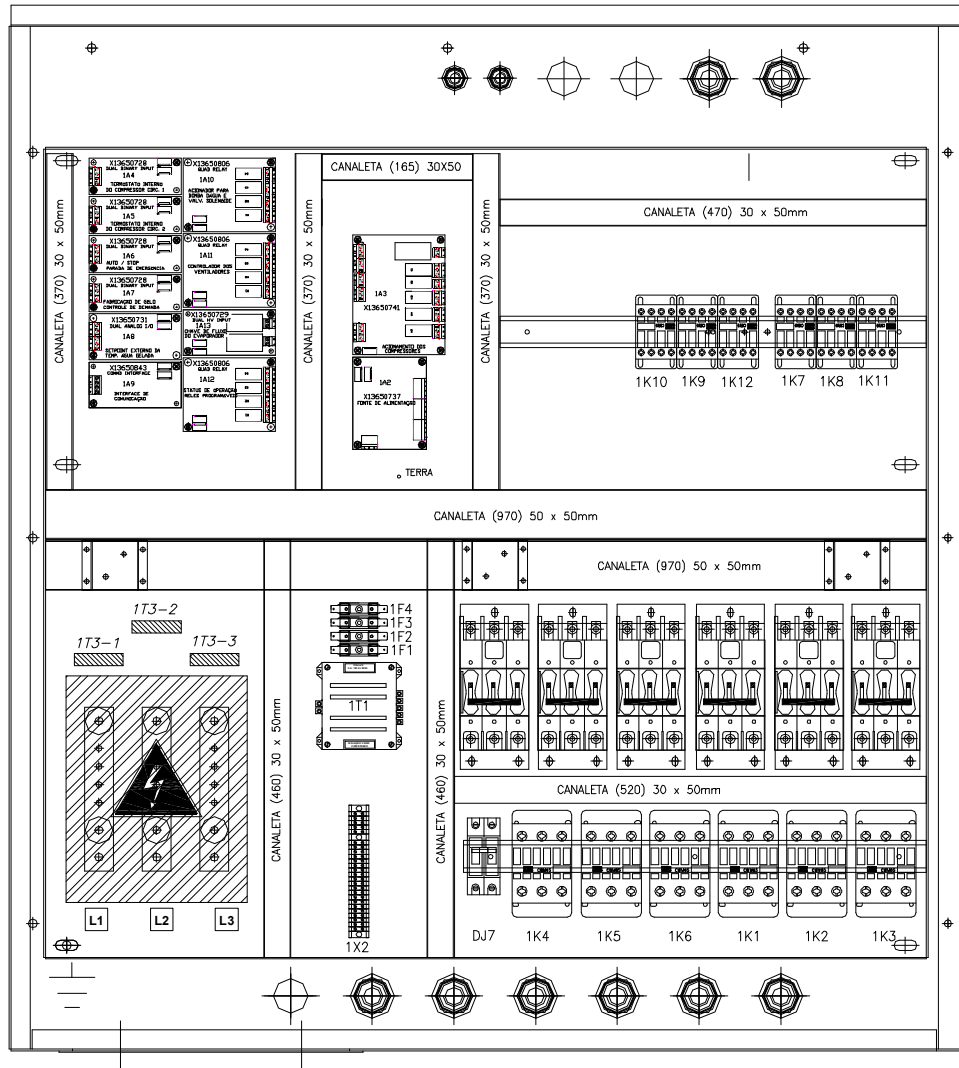 CANALETA (370) 30 x 50mm
X13650728
DUAL BINARY INPUT
1A4
TERMOSTATO INTERNO
DO COMPRESSOR CIRC. 1
X13650728
DUAL BINARY INPUT
1A5
TERMOSTATO INTERNO
DO COMPRESSOR CIRC. 2
X13650728
DUAL BINARY INPUT
1A6
AUTO / STOP
PARADA DE EMERGENCIA
X13650728
DUAL BINARY INPUT
1A7
FABRICAÇÃO DE GELO
CONTROLE DE DEMANDA
X13650731
DUAL ANALOG I/O
1A8
SETPOINT EXTERNO DA
TEMP. AGUA GELADA
X13650843
COMM3 INTERFACE
1A9
INTERFACE DE
COMUNICAÇÃO
X13650806
QUAD RELAY
1A10
ACIONADOR PARA
BOMBA DAGUA E
VALV. SOLENOIDE
X13650806
QUAD RELAY
1A11
CONTROLADOR DOS
VENTILADORES
X13650729
DUAL HV INPUT
1A13
CHAVE DE FLUXO
DO EVAPORADOR
X13650806
QUAD RELAY
1A12
STATUS DE OPERAÇÃO
RELES PROGRAMAVEIS
CANALETA (370) 30 x 50mm
CANALETA (165) 30X50
1A3
X13650741
ACIONAMENTO DOS
COMPRESSORES
1A2
X13650737
FONTE DE ALIMENTAÇÃO
TERRA
CANALETA (370) 30 x 50mm
CANALETA (470) 30 x 50mm
1K10 1K9 1K12 1K7 1K8 1K11
CANALETA (970) 50 x 50mm
CANALETA (970) 50 x 50mm
1T3-2
1T3-1
1T3-3
L1 L2 L3
CANALETA (460) 30 x 50mm
1F4
1F3
1F2
1F1
1T1
1X2
CANALETA (460) 30 x 50mm
CANALETA (520) 30 x 50mm
DJ7 1K4 1K5 1K6 1K1 1K2 1K3